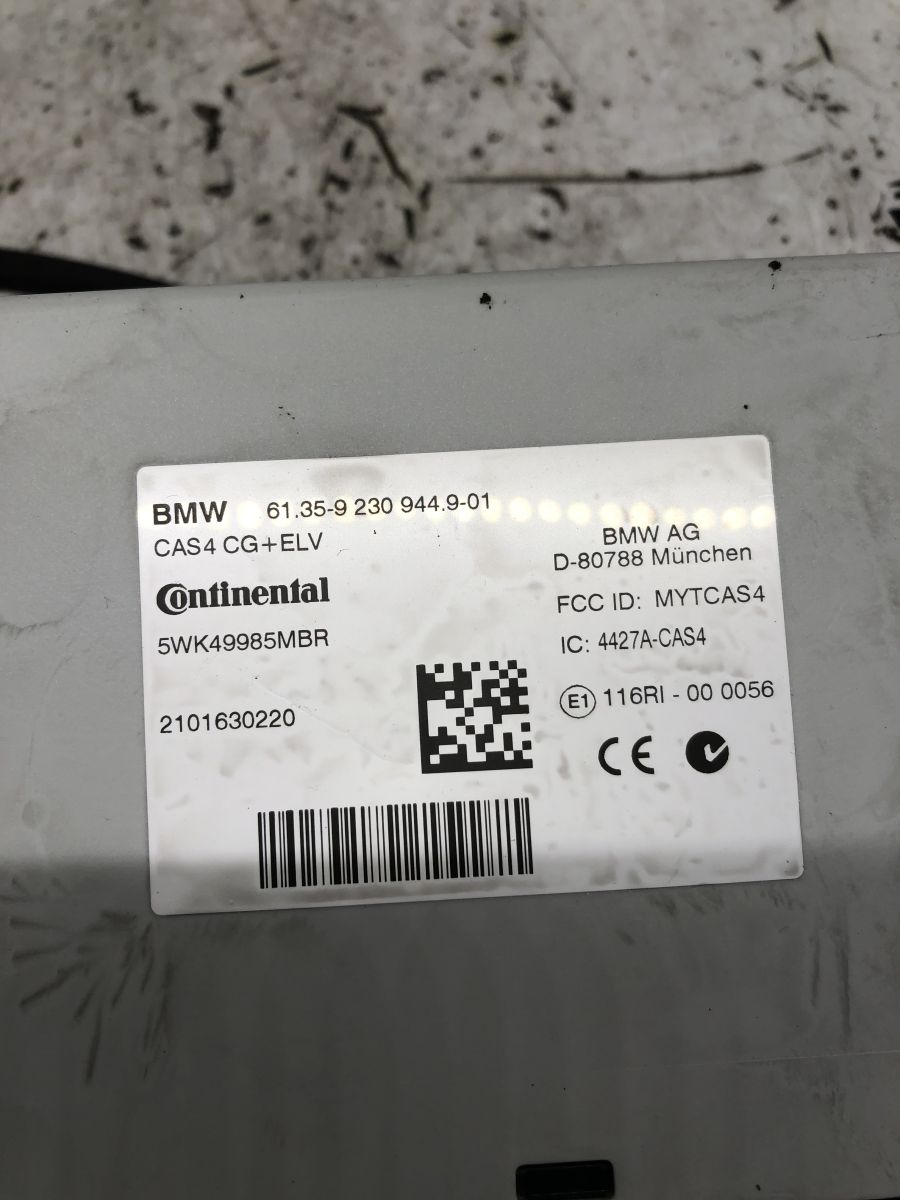 BMW 61.35-9 230 944.9-01
CAS4 CG+ELV
Continental
5WK49985MBR
2101630220
BMW AG
D-80788 München
FCC ID: MYTCAS4
IC: 4427A-CAS4
E1 116RI - 00 0056
CE